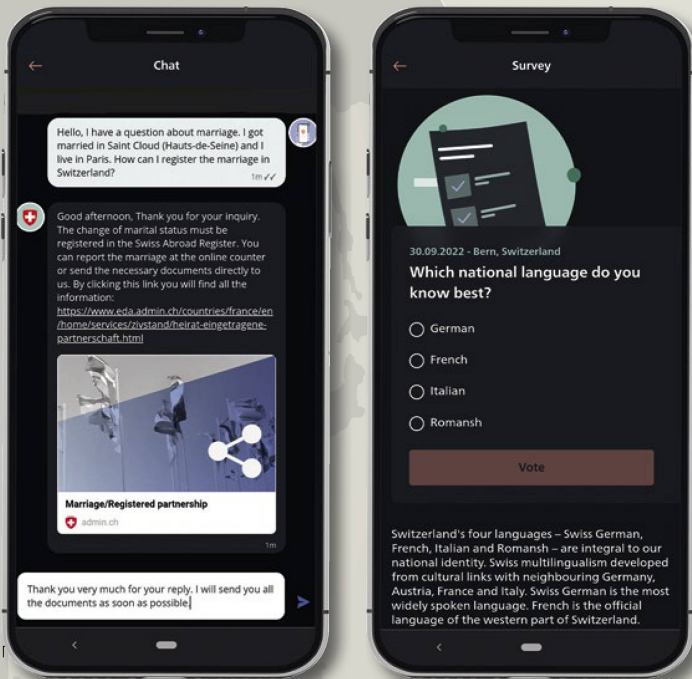 Chat
Hello, I have a question about marriage. I got
married in Saint Cloud (Hauts-de-Seine) and I
live in Paris. How can I register the marriage in
Switzerland?
1m ✓✓
Good afternoon, Thank you for your inquiry.
The change of marital status must be
registered in the Swiss Abroad Register. You
can report the marriage at the online counter
or send the necessary documents directly to
us. By clicking this link you will find all the
information:
https://www.eda.admin.ch/countries/france/en
/home/services/zivstand/heirat-eingetragene-
partnerschaft.html
Marriage/Registered partnership
admin.ch
1m
Thank you very much for your reply. I will send you all
the documents as soon as possible.
Survey
30.09.2022 - Bern, Switzerland
Which national language do you
know best?
German
French
Italian
Romansh
Vote
Switzerland's four languages – Swiss German,
French, Italian and Romansh – are integral to our
national identity. Swiss multilingualism developed
from cultural links with neighbouring Germany,
Austria, France and Italy. Swiss German is the most
widely spoken language. French is the official
language of the western part of Switzerland.